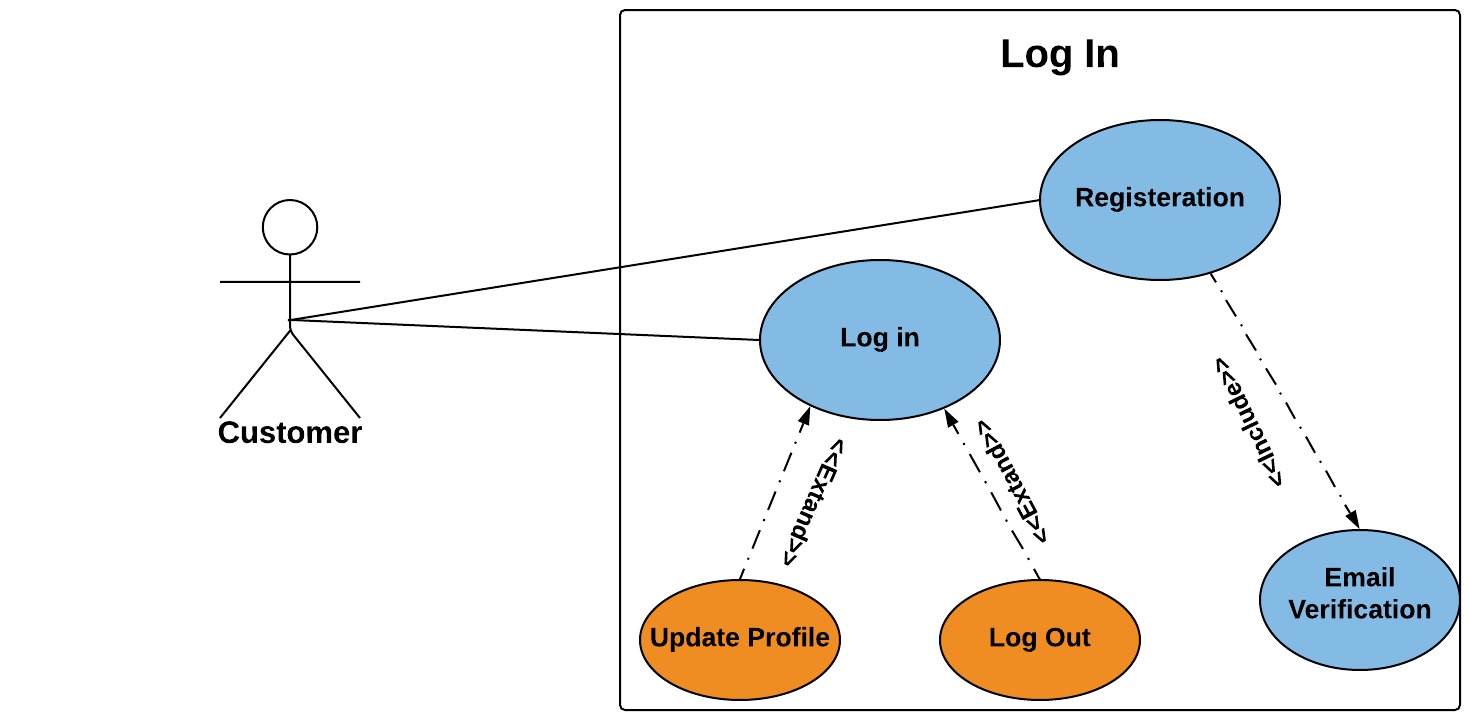 Log In
Registeration
Log in
Customer
<<Extand>>
<<Extand>>
<<Include>>
Update Profile
Log Out
Email
Verification